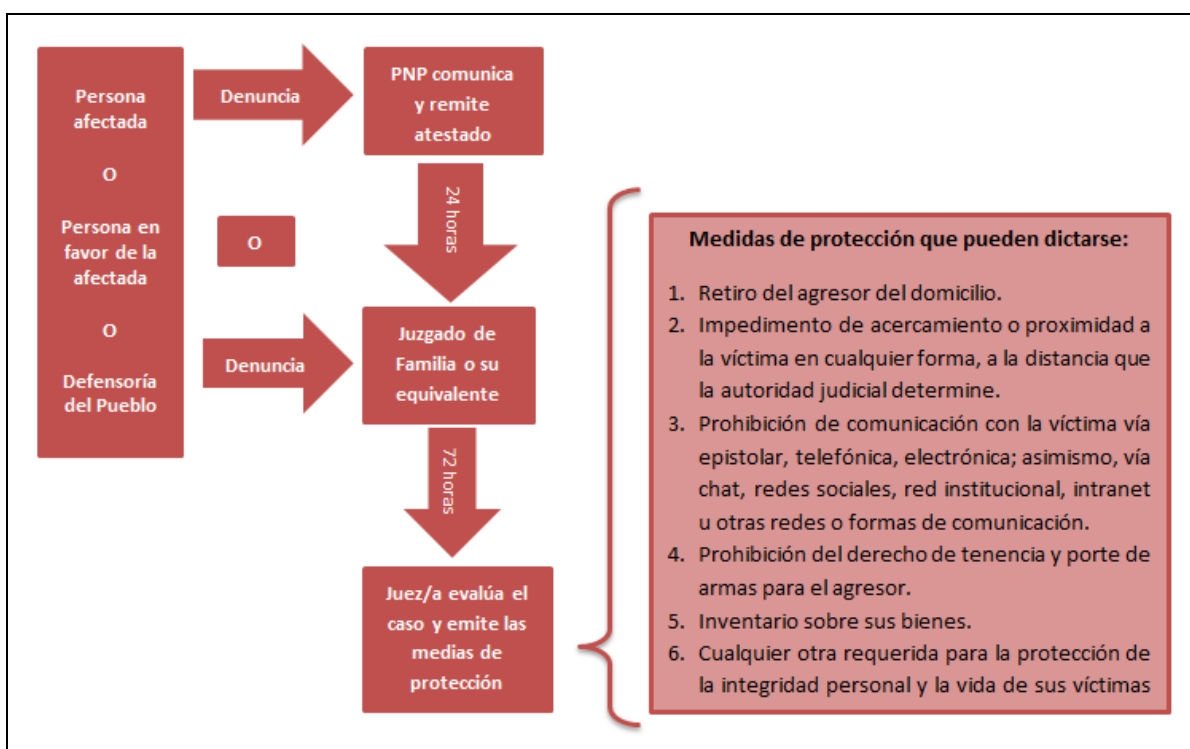 Persona
afectada
O
Persona en
favor de la
afectada
O
Defensoría
del Pueblo
Denuncia
O
Denuncia
PNP comunica
y remite
atestado
24 horas
Juzgado de
Familia o su
equivalente
72 horas
Juez/a evalúa el
caso y emite las
medias de
protección
Medidas de protección que pueden dictarse:
1. Retiro del agresor del domicilio.
2. Impedimento de acercamiento o proximidad a
la víctima en cualquier forma, a la distancia que
la autoridad judicial determine.
3. Prohibición de comunicación con la víctima vía
epistolar, telefónica, electrónica; asimismo, vía
chat, redes sociales, red institucional, intranet
u otras redes o formas de comunicación.
4. Prohibición del derecho de tenencia y porte de
armas para el agresor.
5. Inventario sobre sus bienes.
6. Cualquier otra requerida para la protección de
la integridad personal y la vida de sus víctimas